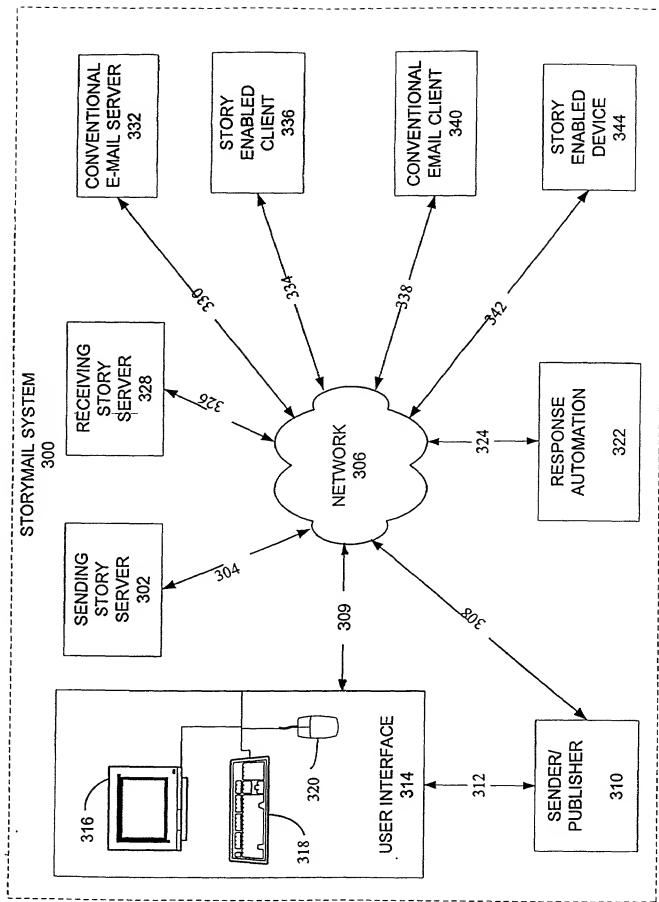 STORYMAIL SYSTEM
300
SENDING
STORY
SERVER
302
RECEIVING
STORY
SERVER
328
CONVENTIONAL
E-MAIL SERVER
332
STORY
ENABLED
CLIENT
336
CONVENTIONAL
EMAIL CLIENT
340
STORY
ENABLED
DEVICE
344
304
326
330
334
338
342
NETWORK
306
309
324
308
316
318
320
USER INTERFACE
314
312
SENDER/
PUBLISHER
310
RESPONSE
AUTOMATION
322